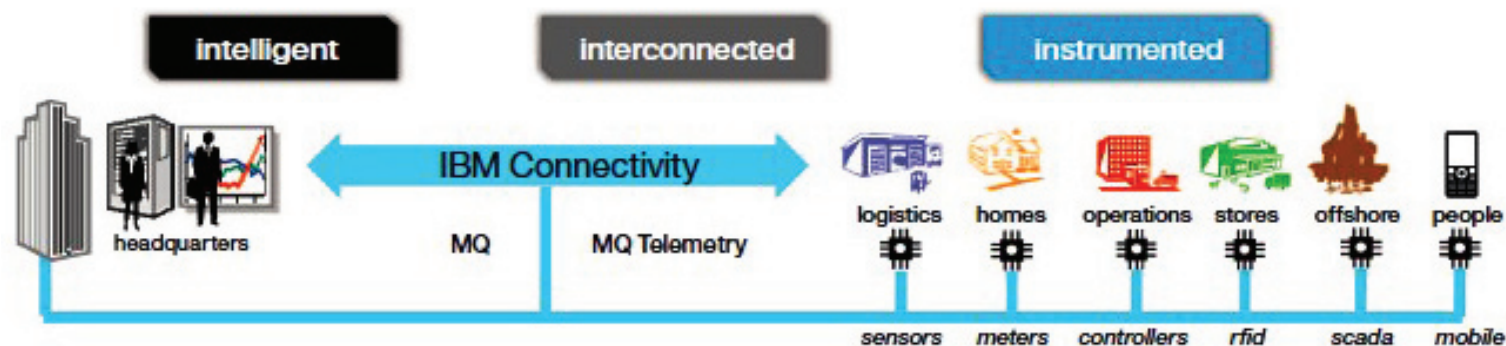 intelligent
interconnected
instrumented
IBM Connectivity
logistics
homes
operations
stores
offshore
people
headquarters
MQ
MQ Telemetry
sensors
meters
controllers
rfid
scada
mobile